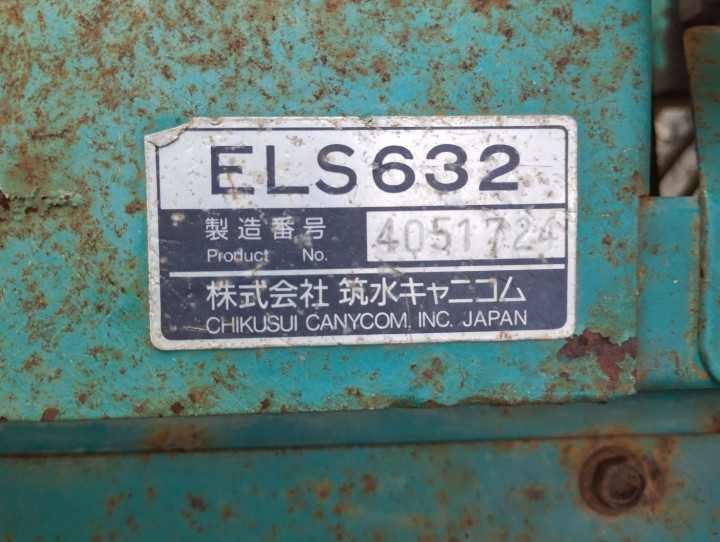 ELS632
製造番号 4051724
Product No.
株式会社 筑水キャニコム
CHIKUSUI CANYCOM, INC. JAPAN